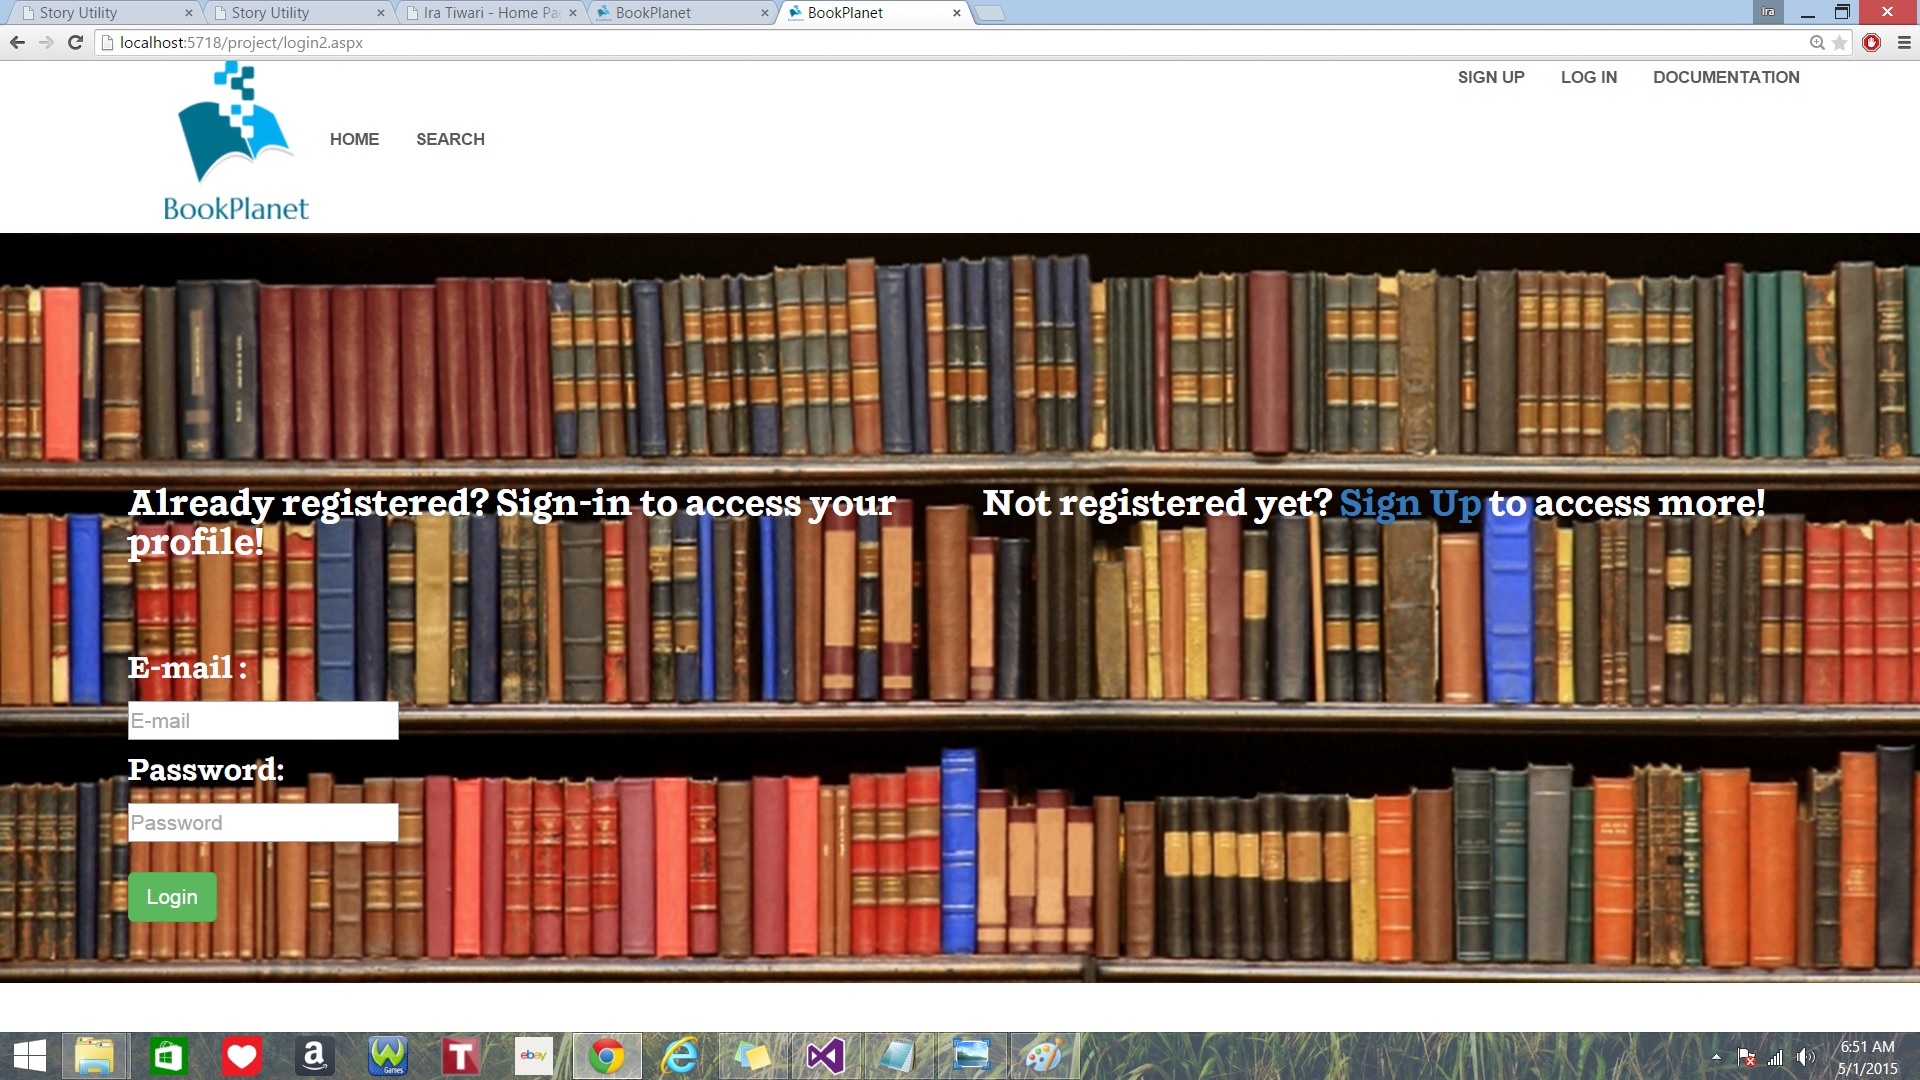 Story Utility
Story Utility
Ira Tiwari - Home Pa
BookPlanet
BookPlanet
Ira
localhost:5718/project/login2.aspx
SIGN UP LOG IN DOCUMENTATION
HOME SEARCH
BookPlanet
Already registered? Sign-in to access your
profile!
Not registered yet? Sign Up to access more!
E-mail :
E-mail
Password:
Password
Login
a
W
Games
T
ebay
6:51 AM
5/1/2015